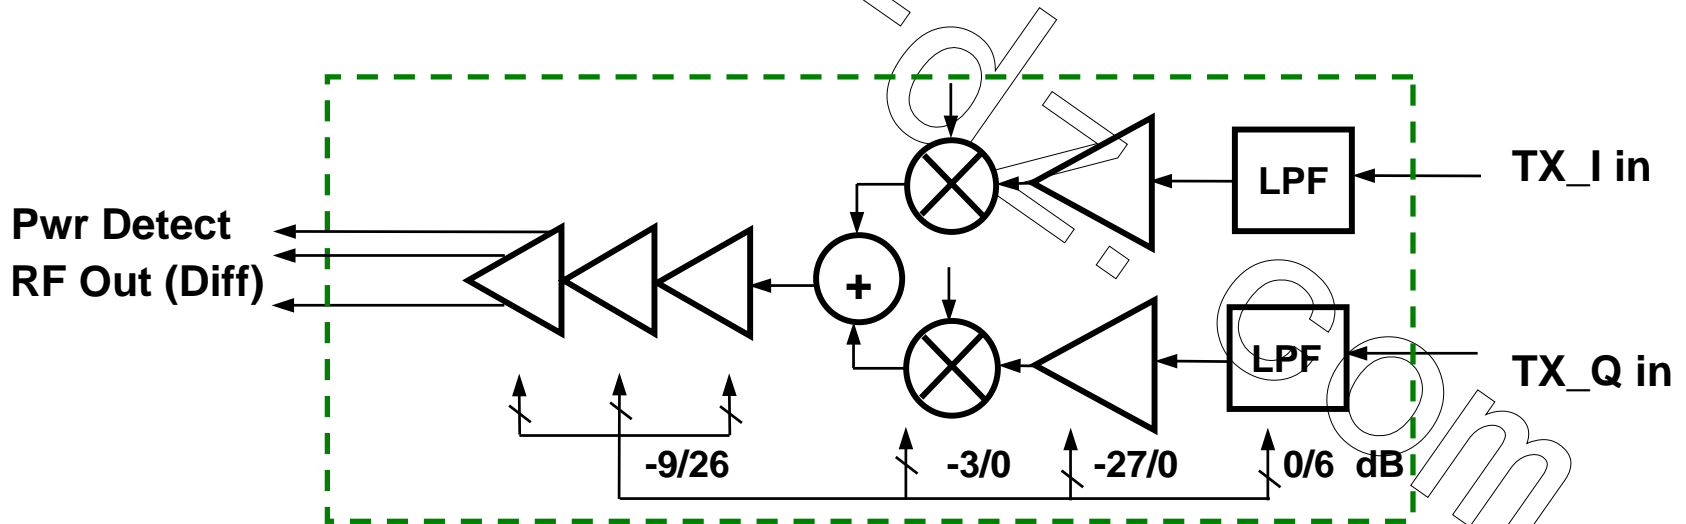 TX_I in
LPF
Pwr Detect
RF Out (Diff)
+
LPF
TX_Q in
-9/26
-3/0
-27/0
0/6 dB